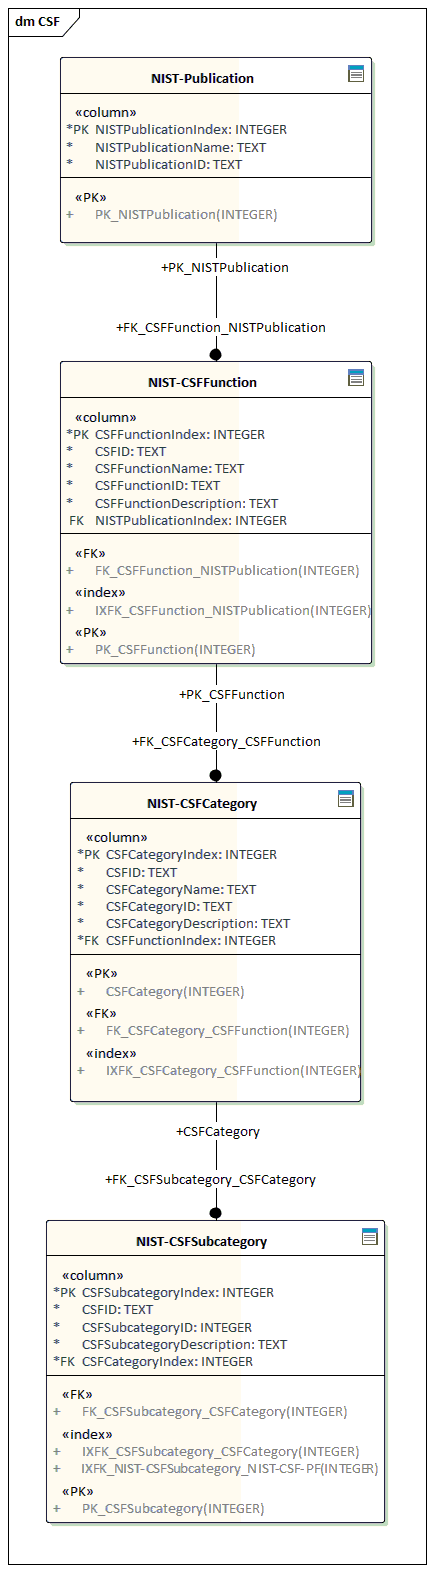 dm CSF
NIST-Publication
«column»
*PK NISTPublicationIndex: INTEGER
* NISTPublicationName: TEXT
* NISTPublicationID: TEXT
«PK»
+ PK_NISTPublication(INTEGER)
+PK_NISTPublication
+FK_CSFFunction_NISTPublication
NIST-CSFFunction
«column»
*PK CSFFunctionIndex: INTEGER
* CSFID: TEXT
* CSFFunctionName: TEXT
* CSFFunctionID: TEXT
* CSFFunctionDescription: TEXT
FK NISTPublicationIndex: INTEGER
«FK»
+ FK_CSFFunction_NISTPublication(INTEGER)
«index»
+ IXFK_CSFFunction_NISTPublication(INTEGER)
«PK»
+ PK_CSFFunction(INTEGER)
+PK_CSFFunction
+FK_CSFCategory_CSFFunction
NIST-CSFCategory
«column»
*PK CSFCategoryIndex: INTEGER
* CSFID: TEXT
* CSFCategoryName: TEXT
* CSFCategoryID: TEXT
* CSFCategoryDescription: TEXT
*FK CSFFunctionIndex: INTEGER
«PK»
+ CSFCategory(INTEGER)
«FK»
+ FK_CSFCategory_CSFFunction(INTEGER)
«index»
+ IXFK_CSFCategory_CSFFunction(INTEGER)
+CSFCategory
+FK_CSFSubcategory_CSFCategory
NIST-CSFSubcategory
«column»
*PK CSFSubcategoryIndex: INTEGER
* CSFID: TEXT
* CSFSubcategoryID: INTEGER
* CSFSubcategoryDescription: TEXT
*FK CSFCategoryIndex: INTEGER
«FK»
+ FK_CSFSubcategory_CSFCategory(INTEGER)
«index»
+ IXFK_CSFSubcategory_CSFCategory(INTEGER)
+ IXFK_NIST-CSFSubcategory_NIST-CSF-PF(INTEGER)
«PK»
+ PK_CSFSubcategory(INTEGER)